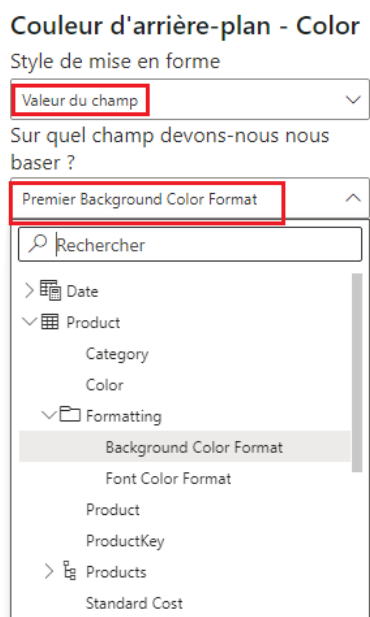 Couleur d'arrière-plan - Color
Style de mise en forme
Valeur du champ
Sur quel champ devons-nous nous
baser ?
Premier Background Color Format
Rechercher
Date
Product
Category
Color
Formatting
Background Color Format
Font Color Format
Product
ProductKey
Products
Standard Cost